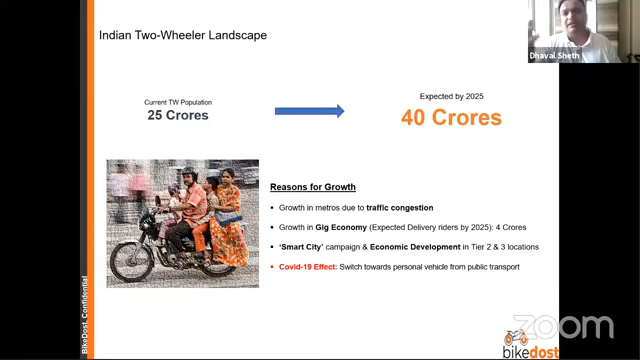 Indian Two-Wheeler Landscape
Dhaval Sheth
Current TW Population
25 Crores
Expected by 2025
40 Crores
Reasons for Growth
• Growth in metros due to traffic congestion
• Growth in Gig Economy (Expected Delivery riders by 2025): 4 Crores
• 'Smart City' campaign & Economic Development in Tier 2 & 3 locations
• Covid-19 Effect: Switch towards personal vehicle from public transport
BikeDost_Confidential
zoom
bikedost